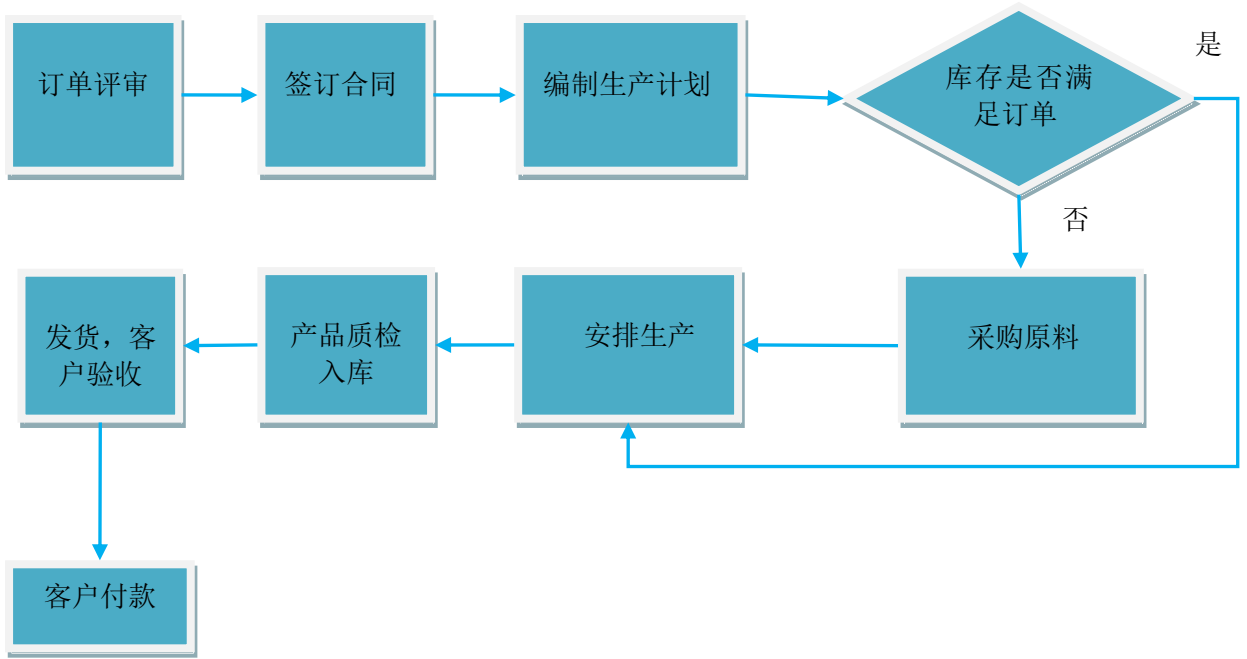 订单评审
签订合同
编制生产计划
库存是否满
足订单
是
否
发货，客
户验收
产品质检
入库
安排生产
采购原料
客户付款